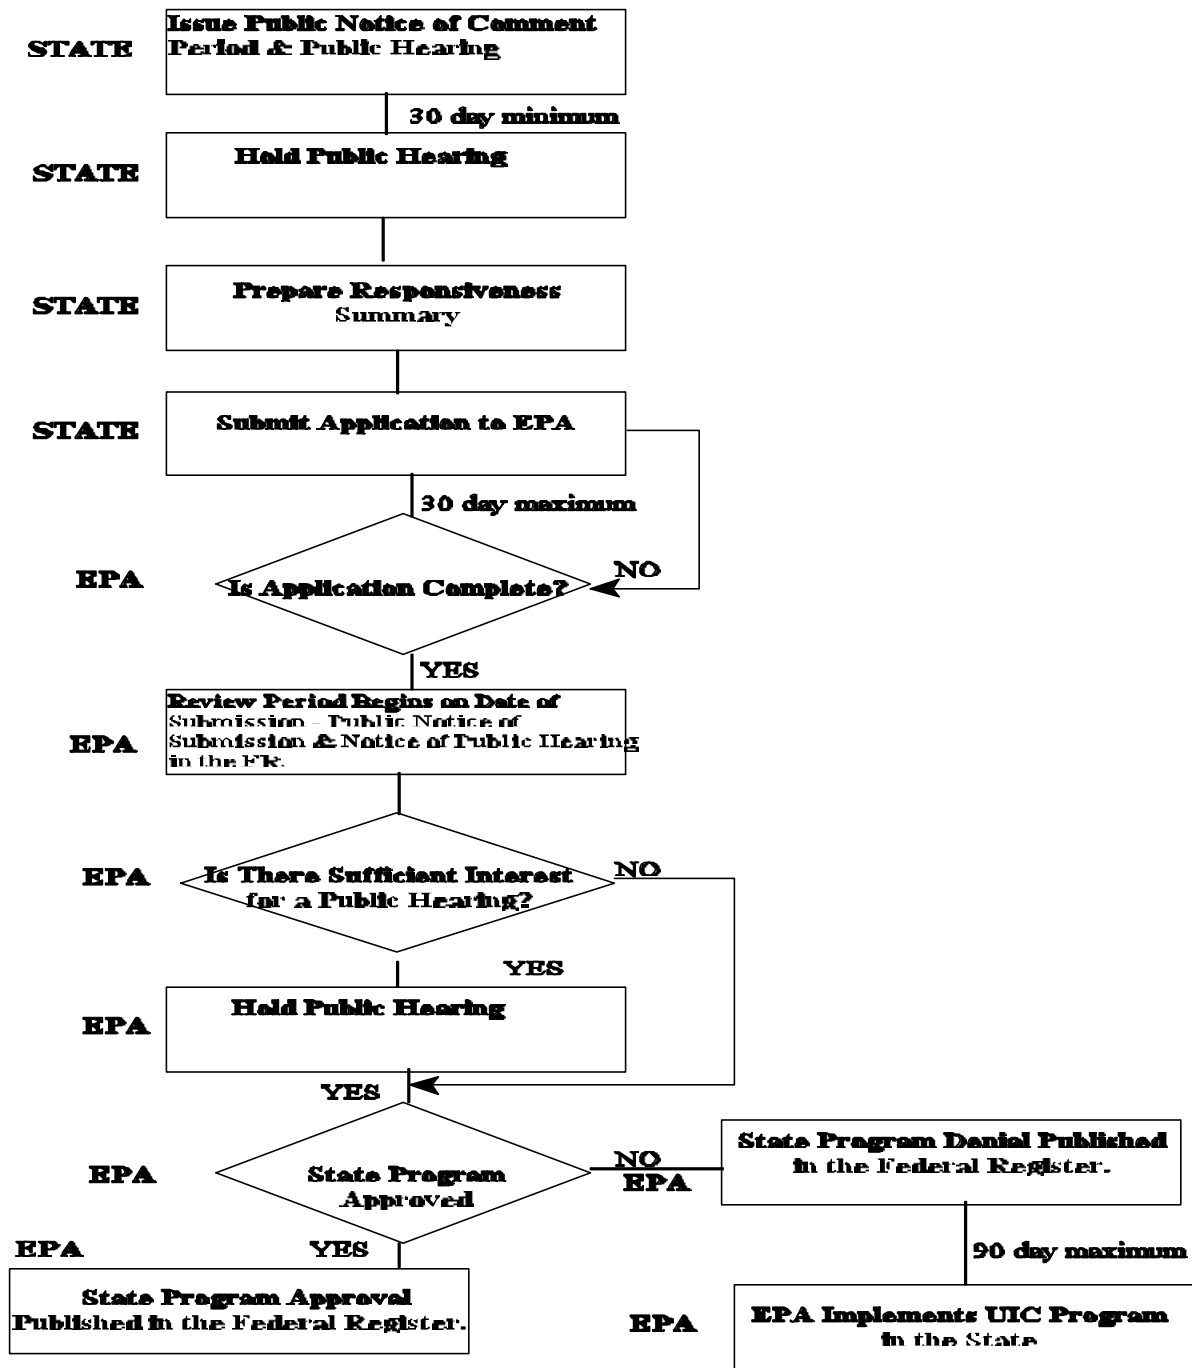 STATE
Issue Public Notice of Comment
Period & Public Hearing
30 day minimum
STATE
Hold Public Hearing
STATE
Prepare Responsiveness
Summary
STATE
Submit Application to EPA
30 day maximum
EPA
Is Application Complete?
NO
YES
EPA
Review Period Begins on Date of
Submission - Public Notice of
Submission & Notice of Public Hearing
in the FR.
EPA
Is There Sufficient Interest
for a Public Hearing?
NO
YES
EPA
Hold Public Hearing
YES
EPA
State Program
Approved
NO
EPA
State Program Denial Published
in the Federal Register.
90 day maximum
EPA
YES
State Program Approval
Published in the Federal Register.
EPA
EPA Implements UIC Program
in the State